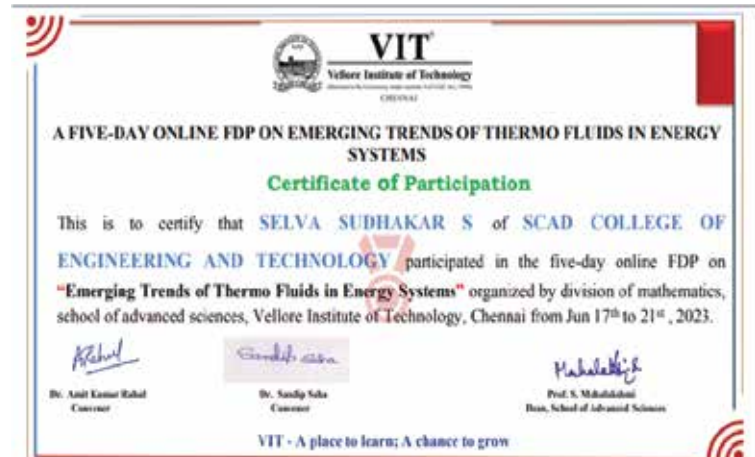 VIT
Vellore Institute of Technology
CHENNAI
A FIVE-DAY ONLINE FDP ON EMERGING TRENDS OF THERMO FLUIDS IN ENERGY
SYSTEMS
Certificate of Participation
This is to certify that SELVA SUDHAKAR S of SCAD COLLEGE OF
ENGINEERING AND TECHNOLOGY participated in the five-day online FDP on
"Emerging Trends of Thermo Fluids in Energy Systems" organized by division of mathematics,
school of advanced sciences, Vellore Institute of Technology, Chennai from Jun 17th to 21st , 2023.
Sandip Saha
Mahalakshmi
Dr. Amit Kumar Rahul Dr. Sandip Saha Prof. S. Mahalakshmi
Convener Convener Dean, School of Advanced Sciences
VIT - A place to learn; A chance to grow